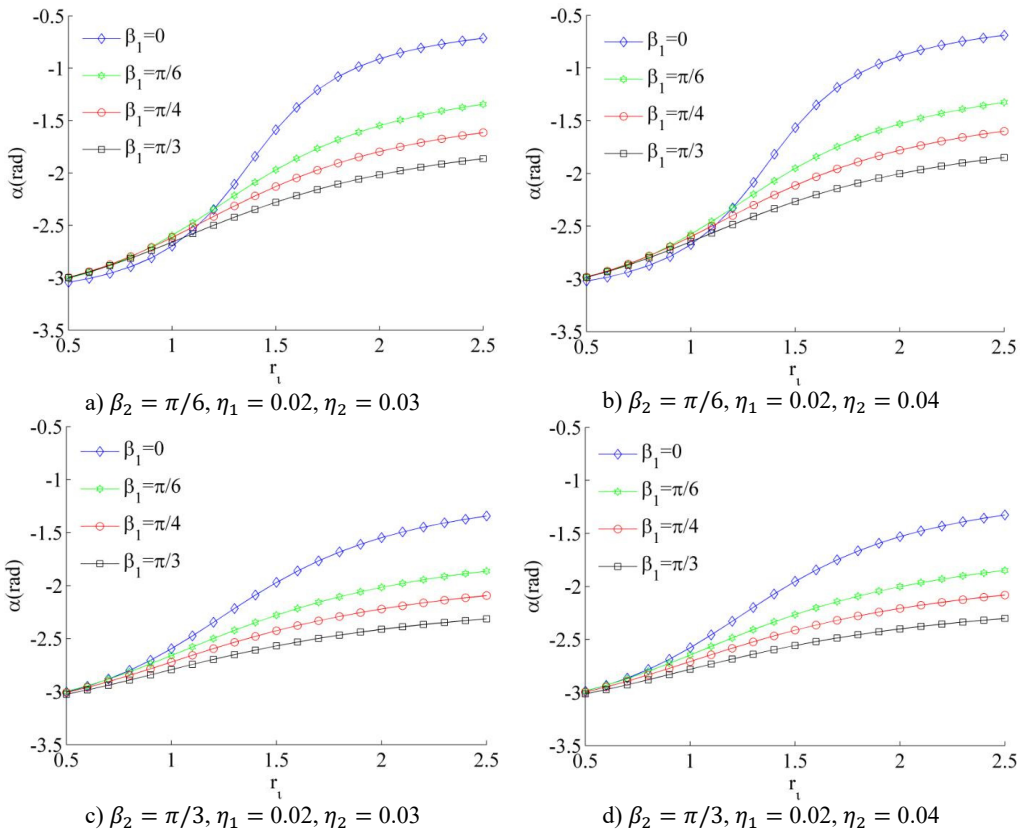 -0.5
β₁=0
-1
β₁=π/6
-1.5
β₁=π/4
β₁=π/3
-2
α(rad)
-2.5
-3
-3.5
0.5 1 1.5 2 2.5
r_ι
a) β₂ = π/6, η₁ = 0.02, η₂ = 0.03
-0.5
β₁=0
-1
β₁=π/6
-1.5
β₁=π/4
β₁=π/3
-2
α(rad)
-2.5
-3
-3.5
0.5 1 1.5 2 2.5
r_ι
b) β₂ = π/6, η₁ = 0.02, η₂ = 0.04
-0.5
β₁=0
-1
β₁=π/6
-1.5
β₁=π/4
β₁=π/3
-2
α(rad)
-2.5
-3
-3.5
0.5 1 1.5 2 2.5
r_ι
c) β₂ = π/3, η₁ = 0.02, η₂ = 0.03
-0.5
β₁=0
-1
β₁=π/6
-1.5
β₁=π/4
β₁=π/3
-2
α(rad)
-2.5
-3
-3.5
0.5 1 1.5 2 2.5
r_ι
d) β₂ = π/3, η₁ = 0.02, η₂ = 0.04